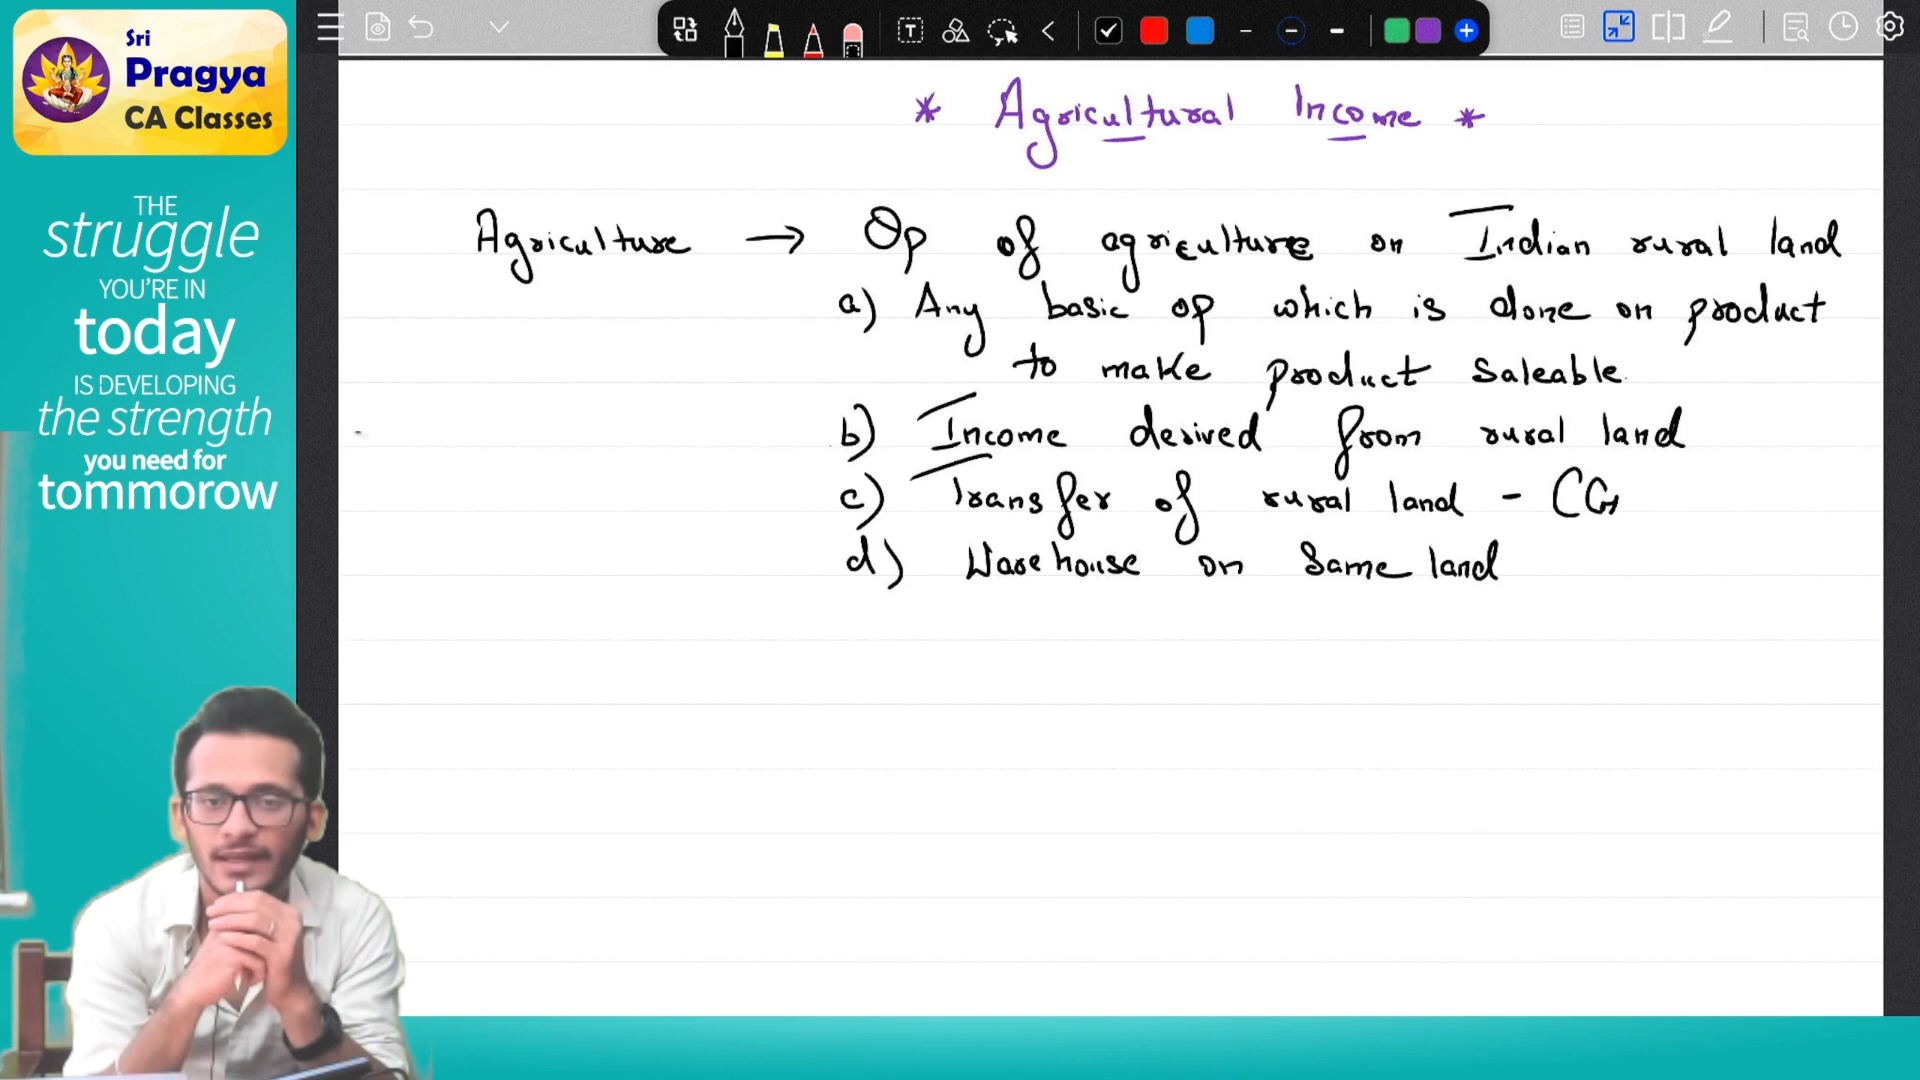 Sri
Pragya
CA Classes
THE
struggle
YOU'RE IN
today
IS DEVELOPING
the strength
you need for
tommorow
* Agricultural Income *
Agriculture → Op of agriculture on Indian rural land
a) Any basic op which is done on product
to make product saleable.
b) Income derived from rural land
c) Transfer of rural land - CG
d) Warehouse on same land